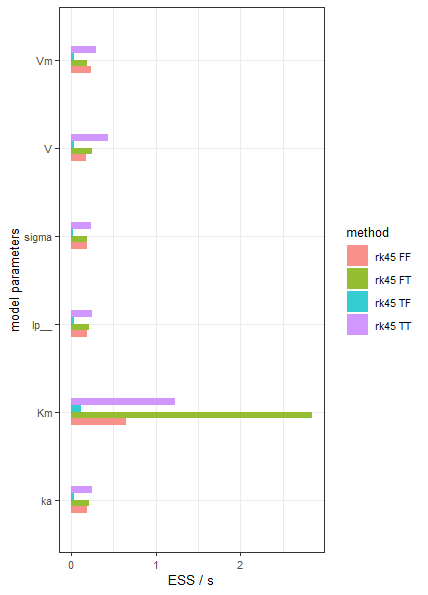 Vm
V
sigma
lp__
Km
ka
model parameters
0 1 2
ESS / s
method
rk45 FF
rk45 FT
rk45 TF
rk45 TT